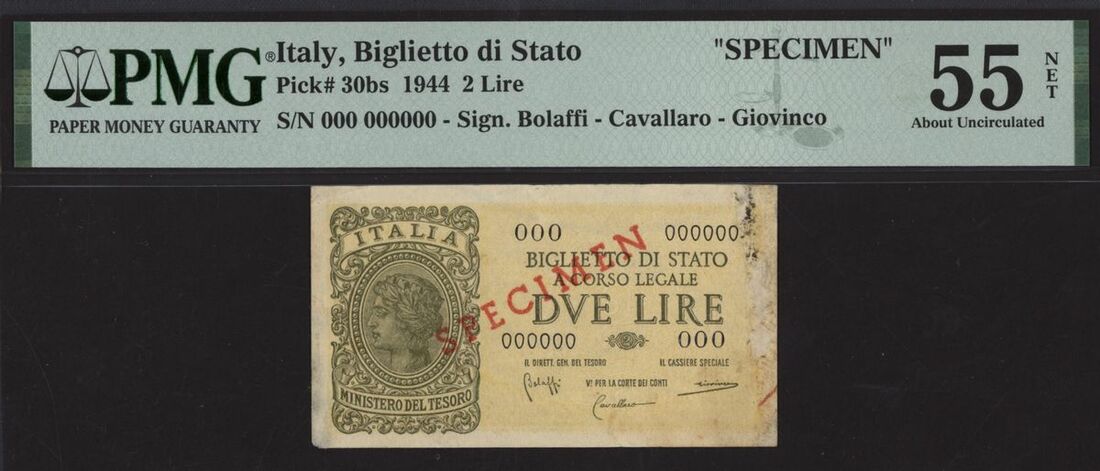 PMG®
PAPER MONEY GUARANTY
Italy, Biglietto di Stato
"SPECIMEN"
Pick# 30bs 1944 2 Lire
S/N 000 000000 - Sign. Bolaffi - Cavallaro - Giovinco
55
NET
About Uncirculated
ITALIA
MINISTERO DEL TESORO
000 000000
BIGLIETTO DI STATO
A CORSO LEGALE
DVE LIRE
SPECIMEN
000000 2 000
IL DIRETT. GEN. DEL TESORO IL CASSIERE SPECIALE
Bolaffi Vº PER LA CORTE DEI CONTI Giovinco
Cavallaro